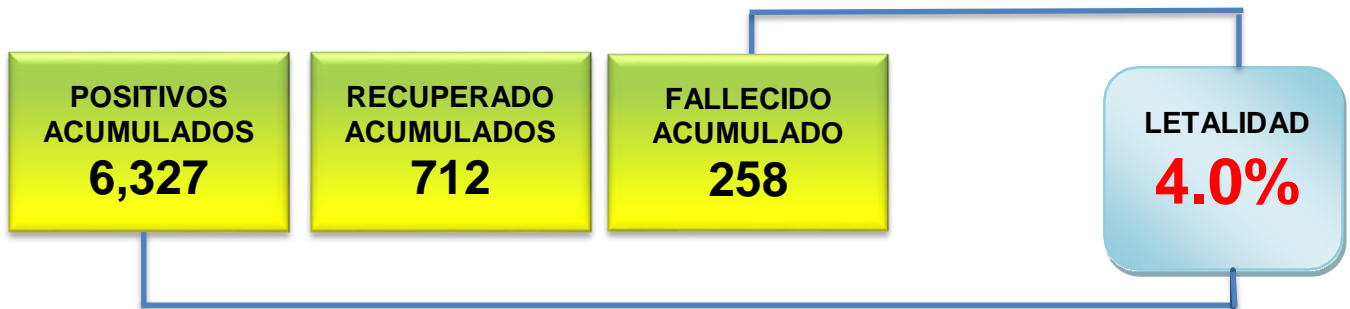 POSITIVOS
ACUMULADOS
6,327
RECUPERADO
ACUMULADOS
712
FALLECIDO
ACUMULADO
258
LETALIDAD
4.0%